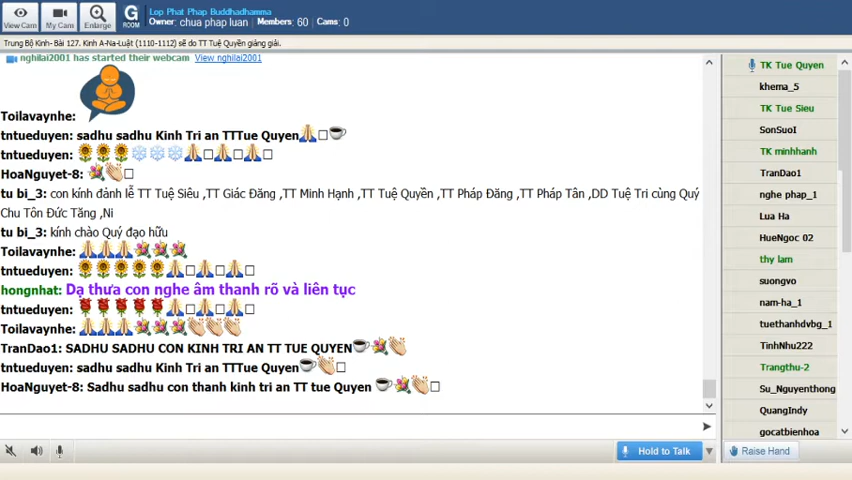 View Cam
My Cam
Enlarge
G
ROOM
Lop Phat Phap Buddhadhamma
Owner: chua phap luan Members: 60 Cams: 0
Trung Bộ Kinh- Bài 127. Kinh A-Na-Luật (1110-1112) sẽ do TT Tuệ Quyền giảng giải.
nghilai2001 has started their webcam View nghilai2001
Toilavaynhe:
tntueduyen: sadhu sadhu Kinh Tri an TTTue Quyen
tntueduyen:
HoaNguyet-8:
tu bi_3: con kính đảnh lễ TT Tuệ Siêu ,TT Giác Đăng ,TT Minh Hạnh ,TT Tuệ Quyền ,TT Pháp Đăng ,TT Pháp Tân ,DD Tuệ Tri cùng Quý
Chu Tôn Đức Tăng ,Ni
tu bi_3: kính chào Quý đạo hữu
Toilavaynhe:
tntueduyen:
hongnhat: Dạ thưa con nghe âm thanh rõ và liên tục
tntueduyen:
Toilavaynhe:
TranDao1: SADHU SADHU CON KINH TRI AN TT TUE QUYEN
tntueduyen: sadhu sadhu Kinh Tri an TTTue Quyen
HoaNguyet-8: Sadhu sadhu con thanh kinh tri an TT tue Quyen
Hold to Talk
TK Tue Quyen
khema_5
TK Tue Sieu
SonSuoI
TK minhhanh
TranDao1
nghe phap_1
Lua Ha
HueNgoc 02
thy lam
suongvo
nam-ha_1
tuethanhdvbg_1
TinhNhu222
Trangthu-2
Su_Nguyenthong
QuangIndy
gocatbienhoa
Raise Hand